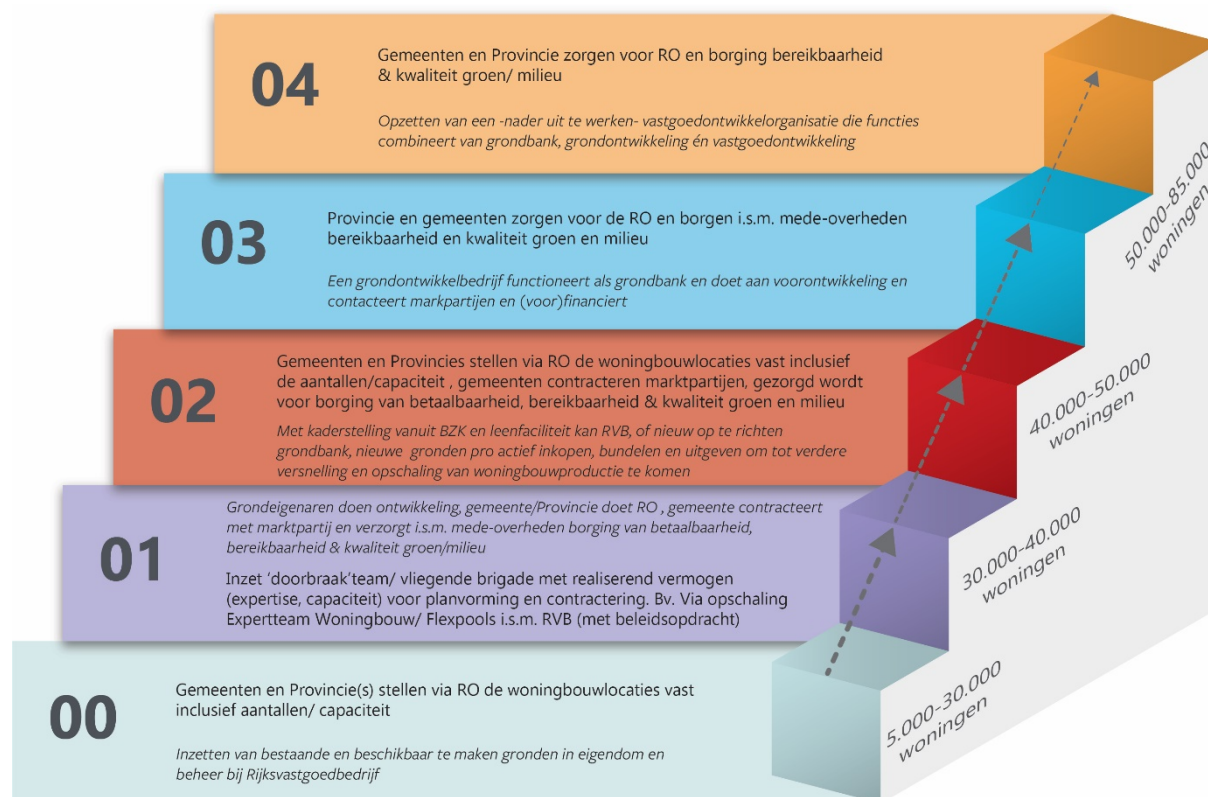 04
Gemeenten en Provincie zorgen voor RO en borging bereikbaarheid
& kwaliteit groen/ milieu
Opzetten van een -nader uit te werken- vastgoedontwikkelorganisatie die functies
combineert van grondbank, grondontwikkeling én vastgoedontwikkeling
50.000-85.000
woningen
03
Provincie en gemeenten zorgen voor de RO en borgen i.s.m. mede-overheden
bereikbaarheid en kwaliteit groen en milieu
Een grondontwikkelbedrijf functioneert als grondbank en doet aan voorontwikkeling en
contacteert markpartijen en (voor)financiert
40.000-50.000
woningen
02
Gemeenten en Provincies stellen via RO de woningbouwlocaties vast inclusief
de aantallen/capaciteit , gemeenten contracteren marktpartijen, gezorgd wordt
voor borging van betaalbaarheid, bereikbaarheid & kwaliteit groen en milieu
Met kaderstelling vanuit BZK en leenfaciliteit kan RVB, of nieuw op te richten
grondbank, nieuwe gronden pro actief inkopen, bundelen en uitgeven om tot verdere
versnelling en opschaling van woningbouwproductie te komen
30.000-40.000
woningen
01
Grondeigenaren doen ontwikkeling, gemeente/Provincie doet RO , gemeente contracteert
met marktpartij en verzorgt i.s.m. mede-overheden borging van betaalbaarheid,
bereikbaarheid & kwaliteit groen/milieu
Inzet ‘doorbraak’team/ vliegende brigade met realiserend vermogen
(expertise, capaciteit) voor planvorming en contractering. Bv. Via opschaling
Expertteam Woningbouw/ Flexpools i.s.m. RVB (met beleidsopdracht)
5.000-30.000
woningen
00
Gemeenten en Provincie(s) stellen via RO de woningbouwlocaties vast
inclusief aantallen/ capaciteit
Inzetten van bestaande en beschikbaar te maken gronden in eigendom en
beheer bij Rijksvastgoedbedrijf